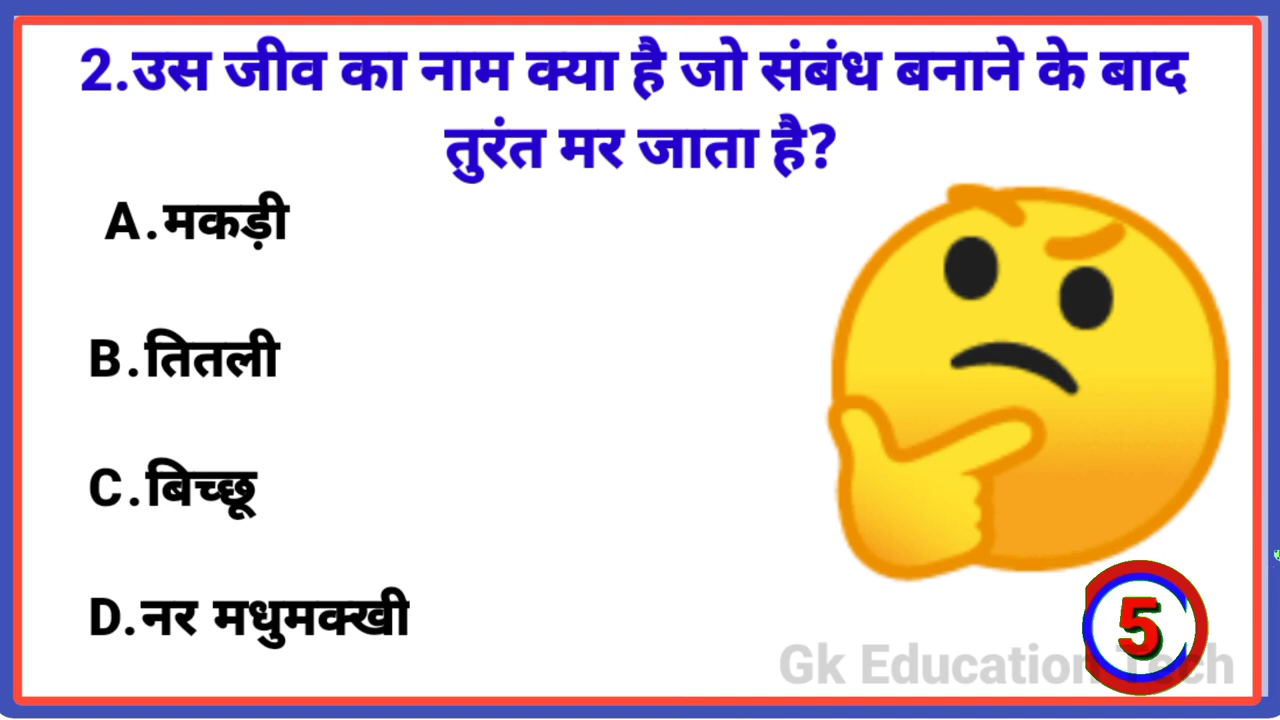 2.उस जीव का नाम क्या है जो संबंध बनाने के बाद
तुरंत मर जाता है?
A.मकड़ी
B.तितली
C.बिच्छू
D.नर मधुमक्खी
5
Gk Education Tech